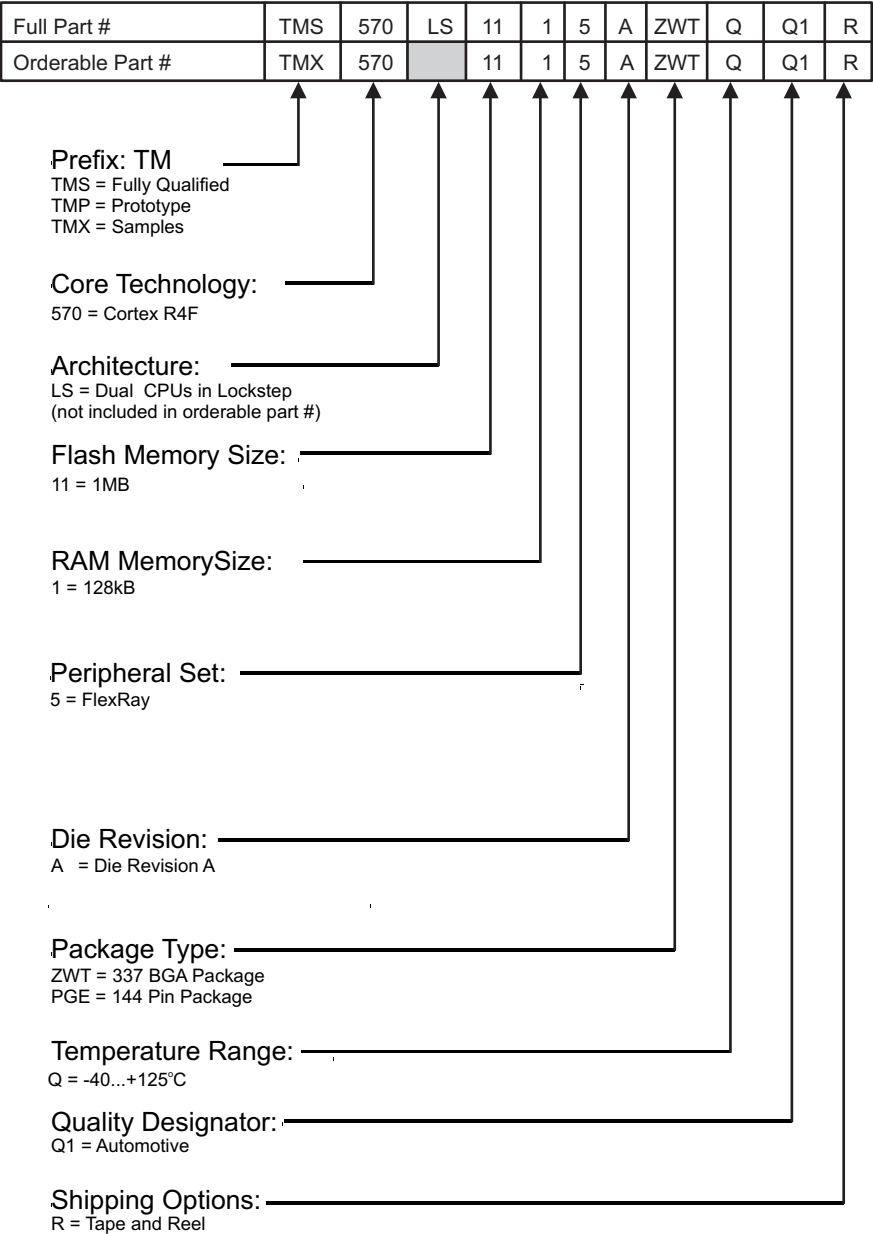 Full Part # TMS 570 LS 11 1 5 A ZWT Q Q1 R
Orderable Part # TMX 570 11 1 5 A ZWT Q Q1 R
Prefix: TM
TMS = Fully Qualified
TMP = Prototype
TMX = Samples
Core Technology:
570 = Cortex R4F
Architecture:
LS = Dual CPUs in Lockstep
(not included in orderable part #)
Flash Memory Size:
11 = 1MB
RAM MemorySize:
1 = 128kB
Peripheral Set:
5 = FlexRay
Die Revision:
A = Die Revision A
Package Type:
ZWT = 337 BGA Package
PGE = 144 Pin Package
Temperature Range:
Q = -40...+125°C
Quality Designator:
Q1 = Automotive
Shipping Options:
R = Tape and Reel